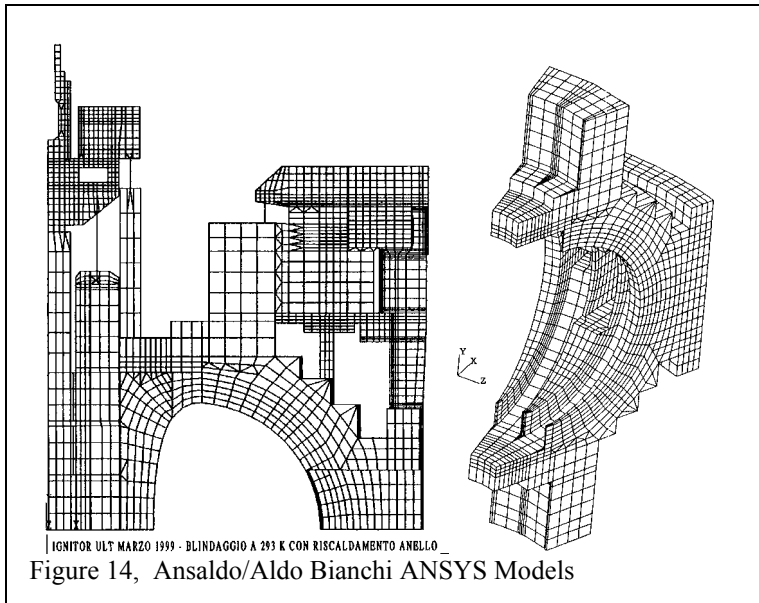 Y
X
Z
IGNITOR ULT MARZO 1999 - BLINDAGGIO A 293 K CON RISCALDAMENTO ANELLO
Figure 14, Ansaldo/Aldo Bianchi ANSYS Models